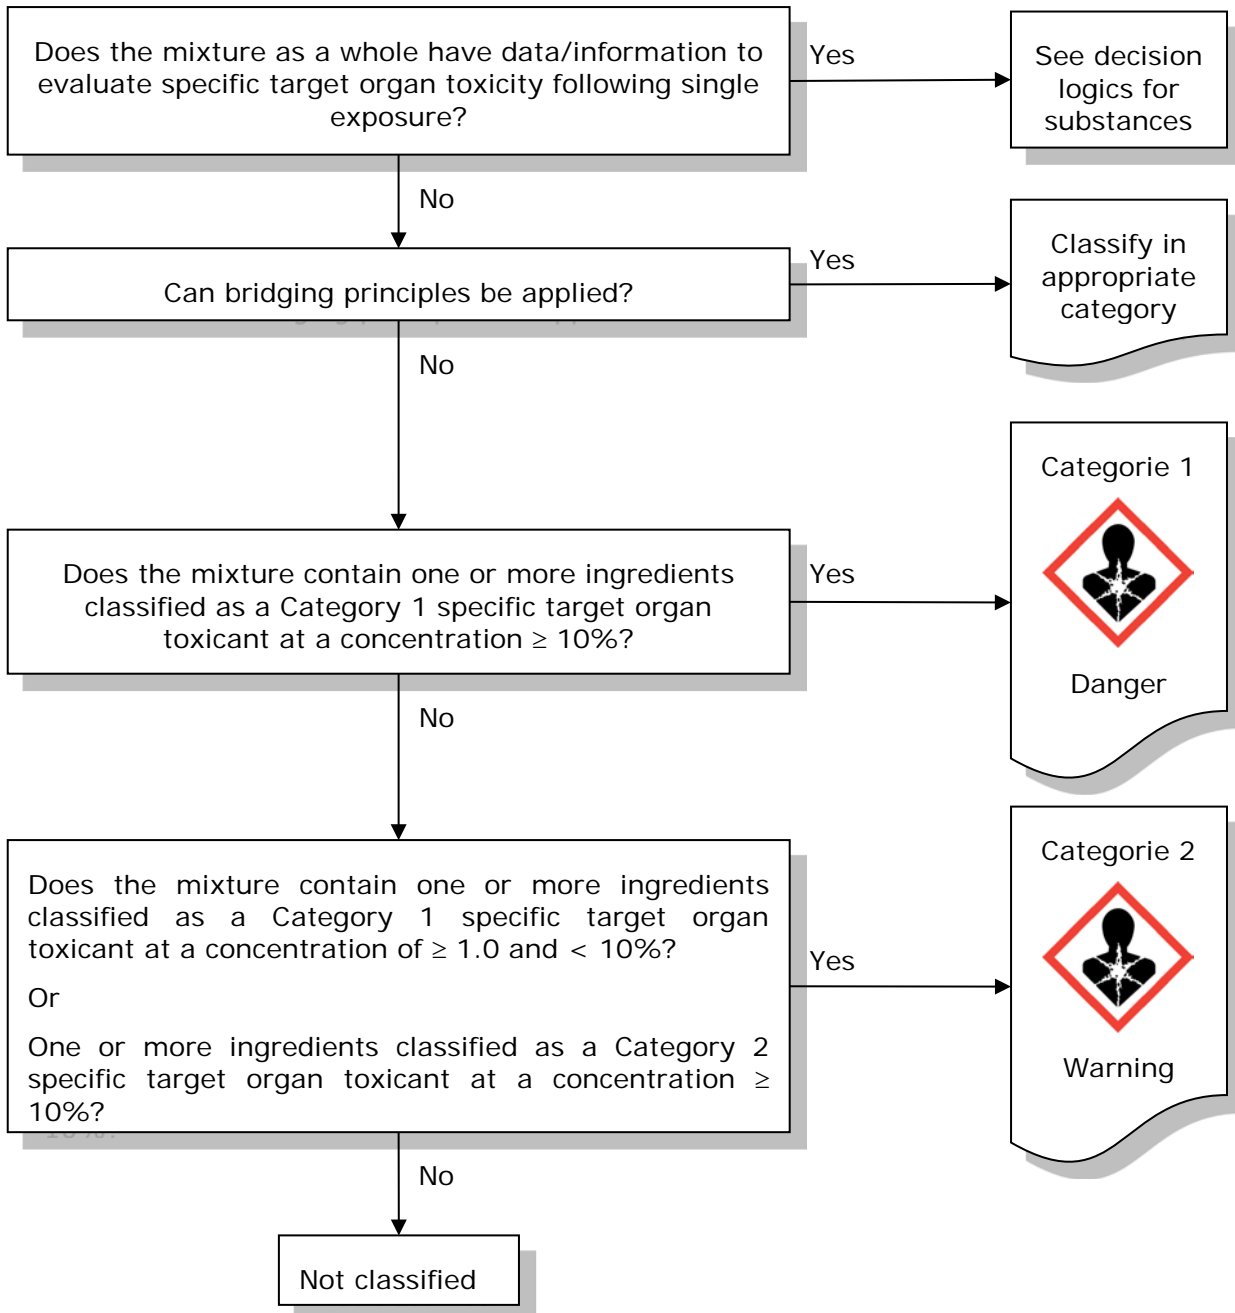 Does the mixture as a whole have data/information to
evaluate specific target organ toxicity following single
exposure?
Yes
See decision
logics for
substances
No
Can bridging principles be applied?
Yes
Classify in
appropriate
category
No
Does the mixture contain one or more ingredients
classified as a Category 1 specific target organ
toxicant at a concentration ≥ 10%?
Yes
Categorie 1
Danger
No
Does the mixture contain one or more ingredients
classified as a Category 1 specific target organ
toxicant at a concentration of ≥ 1.0 and < 10%?
Or
One or more ingredients classified as a Category 2
specific target organ toxicant at a concentration ≥
10%?
Yes
Categorie 2
Warning
No
Not classified